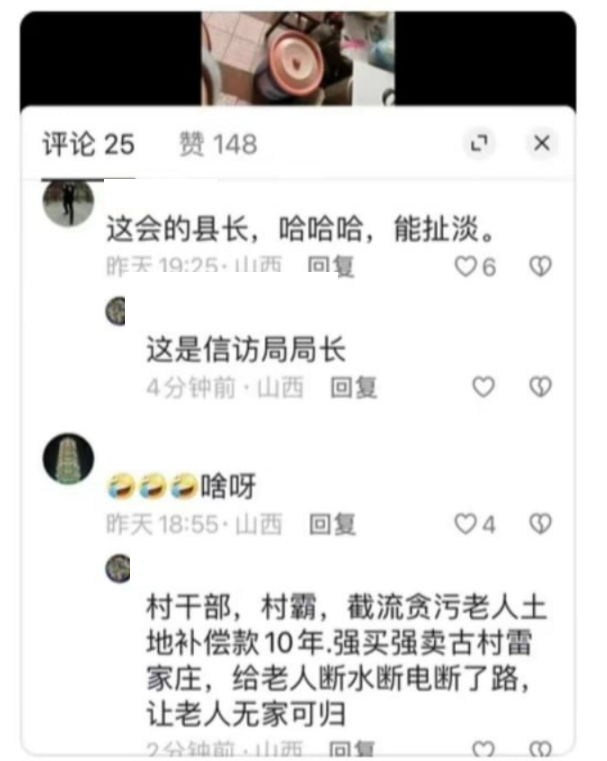 评论 25 赞 148
这会的县长，哈哈哈，能扯淡。
昨天 19:25·山西 回复 6
这是信访局局长
4分钟前·山西 回复
🤣🤣🤣啥呀
昨天 18:55·山西 回复 4
村干部，村霸，截流贪污老人土
地补偿款10年.强买强卖古村雷
家庄，给老人断水断电断了路，
让老人无家可归
2分钟前·山西 回复